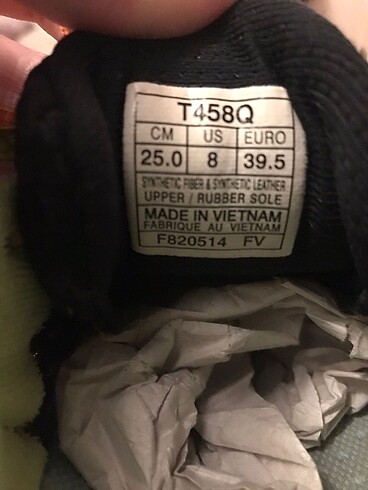 T458Q
CM US EURO
25.0 8 39.5
SYNTHETIC FIBER & SYNTHETIC LEATHER
UPPER / RUBBER SOLE
MADE IN VIETNAM
FABRIQUE AU VIETNAM
F820514 FV